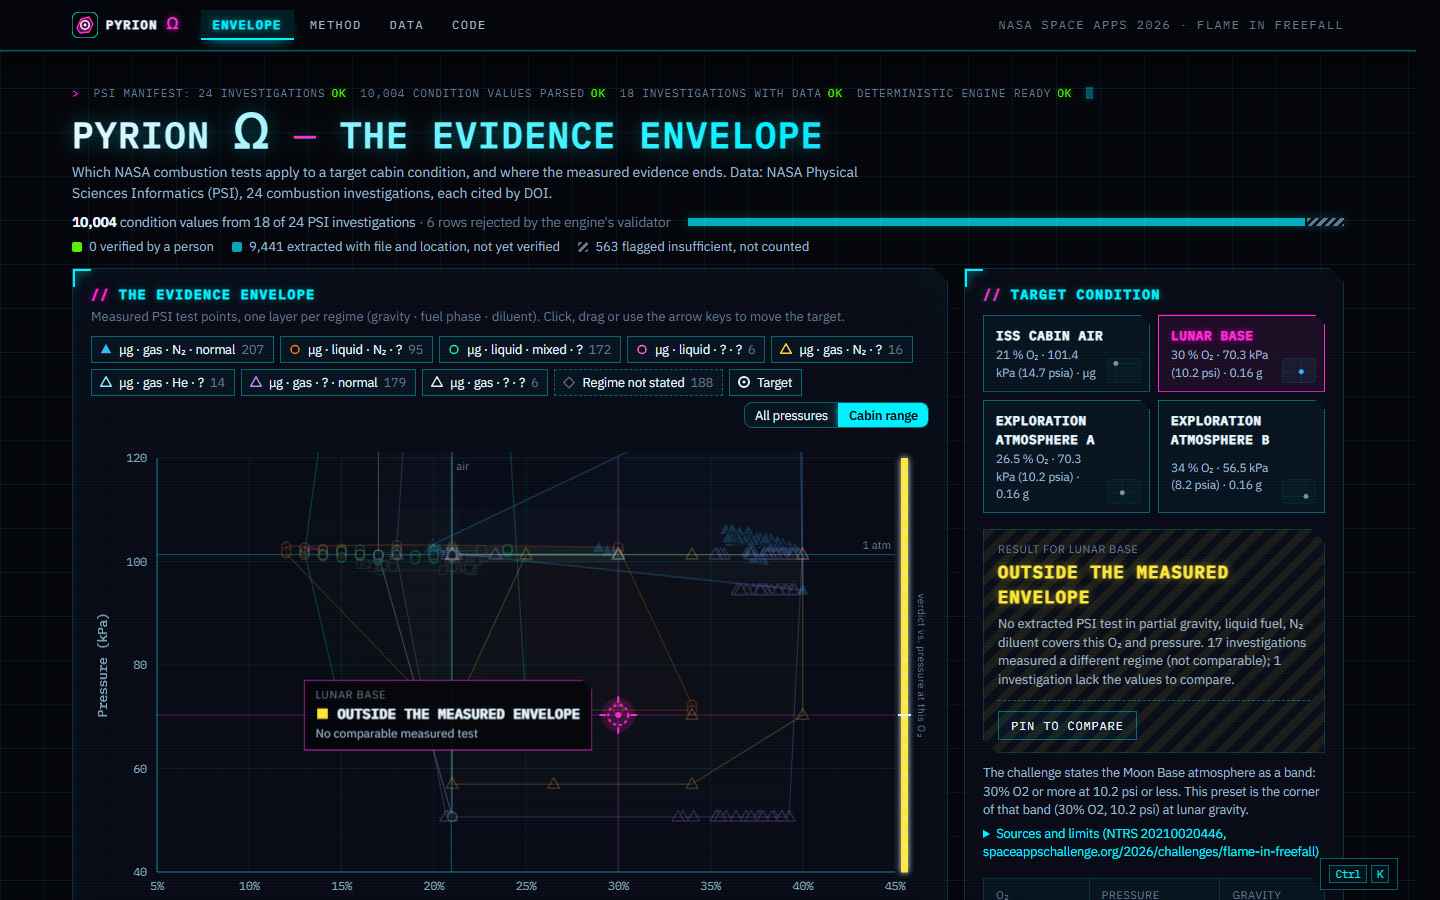 PYRION Ω
ENVELOPE
METHOD
DATA
CODE
NASA SPACE APPS 2026 · FLAME IN FREEFALL
> PSI MANIFEST: 24 INVESTIGATIONS OK 10,004 CONDITION VALUES PARSED OK 18 INVESTIGATIONS WITH DATA OK DETERMINISTIC ENGINE READY OK
PYRION Ω — THE EVIDENCE ENVELOPE
Which NASA combustion tests apply to a target cabin condition, and where the measured evidence ends. Data: NASA Physical
Sciences Informatics (PSI), 24 combustion investigations, each cited by DOI.
10,004 condition values from 18 of 24 PSI investigations · 6 rows rejected by the engine's validator
0 verified by a person
9,441 extracted with file and location, not yet verified
563 flagged insufficient, not counted
// THE EVIDENCE ENVELOPE
Measured PSI test points, one layer per regime (gravity · fuel phase · diluent). Click, drag or use the arrow keys to move the target.
µg · gas · N₂ · normal 207
µg · liquid · N₂ · ? 95
µg · liquid · mixed · ? 172
µg · liquid · ? · ? 6
µg · gas · N₂ · ? 16
µg · gas · He · ? 14
µg · gas · ? · normal 179
µg · gas · ? · ? 6
Regime not stated 188
Target
All pressures
Cabin range
120
100
80
60
40
Pressure (kPa)
air
1 atm
verdict vs. pressure at this O₂
LUNAR BASE
OUTSIDE THE MEASURED ENVELOPE
No comparable measured test
5%
10%
15%
20%
25%
30%
35%
40%
45%
// TARGET CONDITION
ISS CABIN AIR
21 % O₂ · 101.4
kPa (14.7 psia) · µg
LUNAR BASE
30 % O₂ · 70.3 kPa
(10.2 psi) · 0.16 g
EXPLORATION
ATMOSPHERE A
26.5 % O₂ · 70.3
kPa (10.2 psia) ·
0.16 g
EXPLORATION
ATMOSPHERE B
34 % O₂ · 56.5 kPa
(8.2 psia) · 0.16 g
RESULT FOR LUNAR BASE
OUTSIDE THE MEASURED
ENVELOPE
No extracted PSI test in partial gravity, liquid fuel, N₂
diluent covers this O₂ and pressure. 17 investigations
measured a different regime (not comparable); 1
investigation lack the values to compare.
PIN TO COMPARE
The challenge states the Moon Base atmosphere as a band:
30% O2 or more at 10.2 psi or less. This preset is the corner
of that band (30% O2, 10.2 psi) at lunar gravity.
Sources and limits (NTRS 20210020446,
spaceappschallenge.org/2026/challenges/flame-in-freefall)
Ctrl K
O₂
PRESSURE
GRAVITY